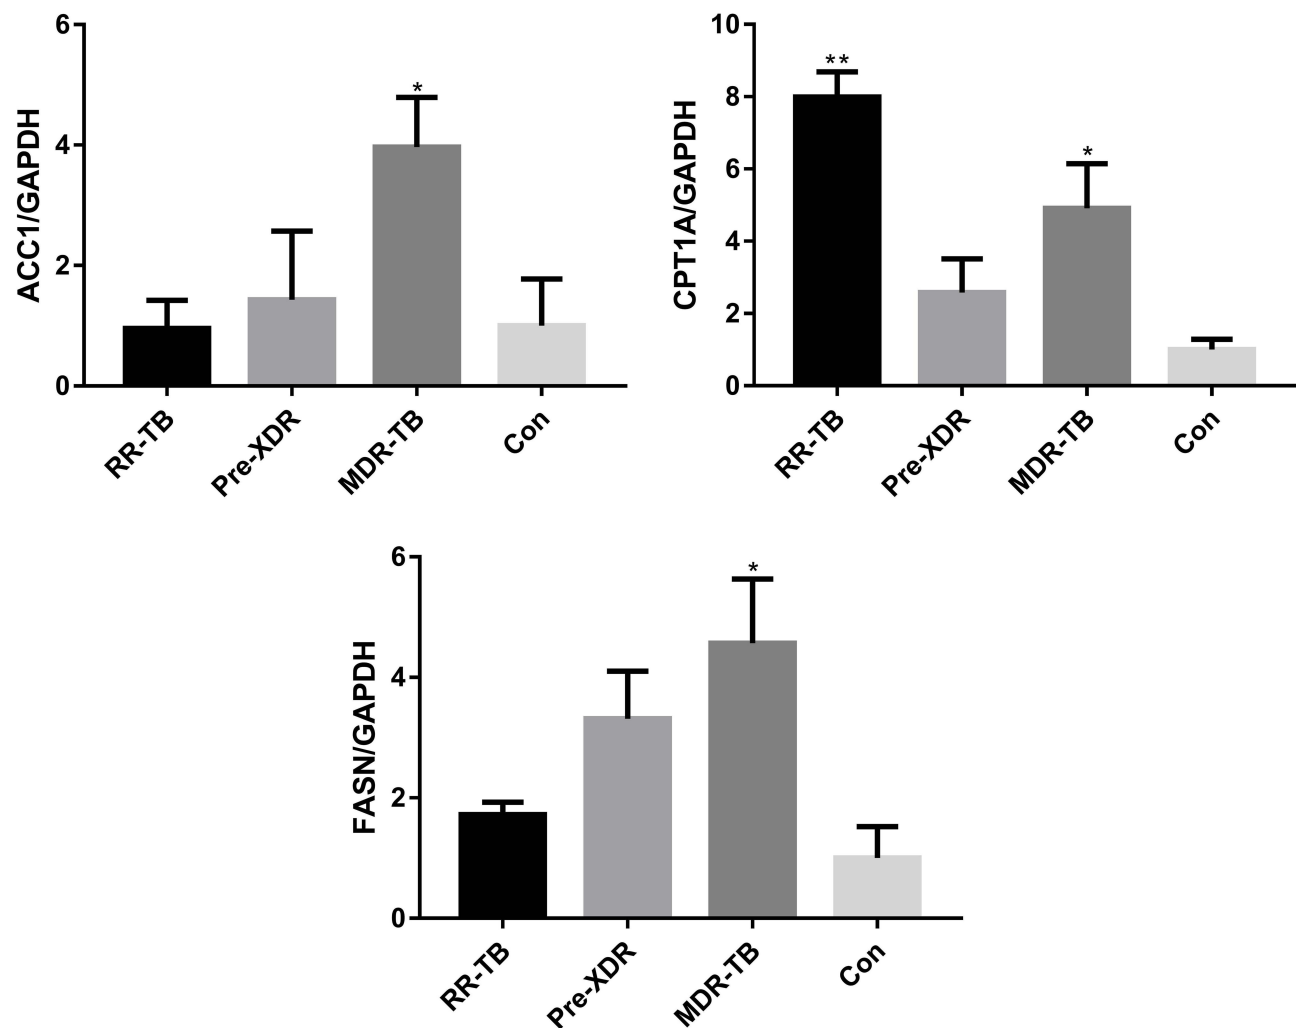 ACC1/GAPDH
6
4
2
0
*
RR-TB
Pre-XDR
MDR-TB
Con
CPT1A/GAPDH
10
8
6
4
2
0
**
*
RR-TB
Pre-XDR
MDR-TB
Con
FASN/GAPDH
6
4
2
0
*
RR-TB
Pre-XDR
MDR-TB
Con